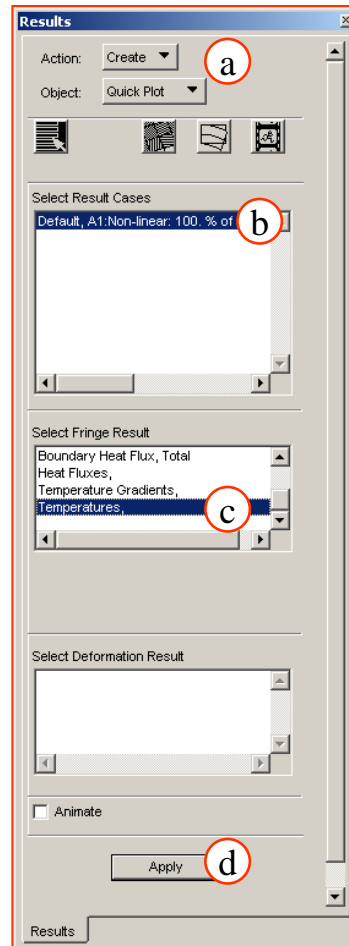 Results
Action: Create
a
Object: Quick Plot
Select Result Cases
Default, A1:Non-linear: 100. % of
b
Select Fringe Result
Boundary Heat Flux, Total
Heat Fluxes,
Temperature Gradients,
Temperatures,
c
Select Deformation Result
Animate
Apply
d
Results